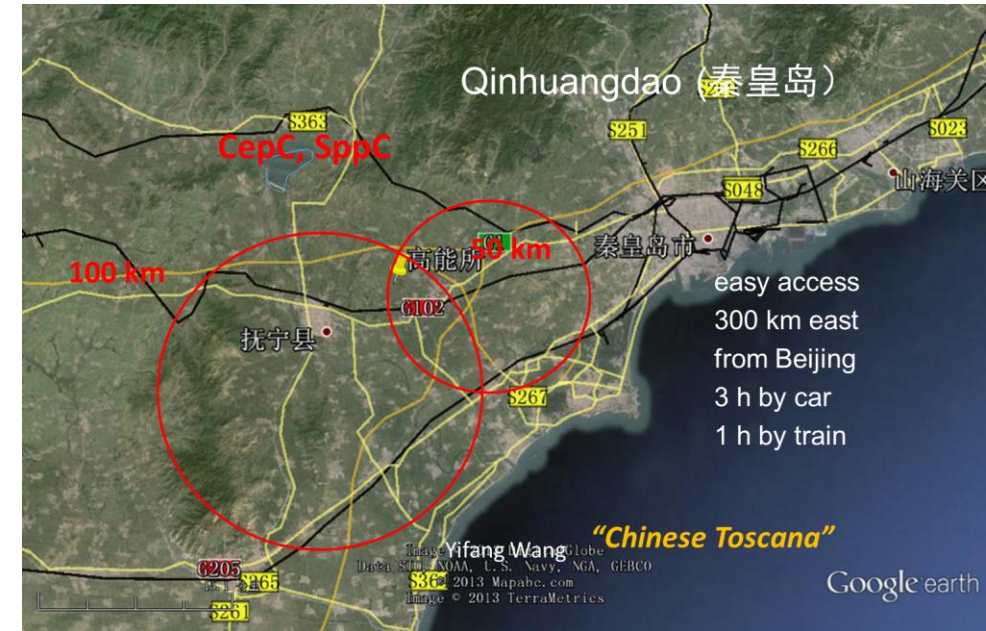 Qinhuangdao (秦皇岛）
S363
S251
S023
S266
CepC, SppC
S048
山海关区
G1
50 km
秦皇岛市
高能所
100 km
easy access
G102
300 km east
抚宁县
from Beijing
S267
3 h by car
1 h by train
“Chinese Toscana”
Yifang Wang
Data SIO, NOAA, U.S. Navy, NGA, GEBCO
G205
S265
© 2013 Mapabc.com
Google earth
Image © 2013 TerraMetrics
S261